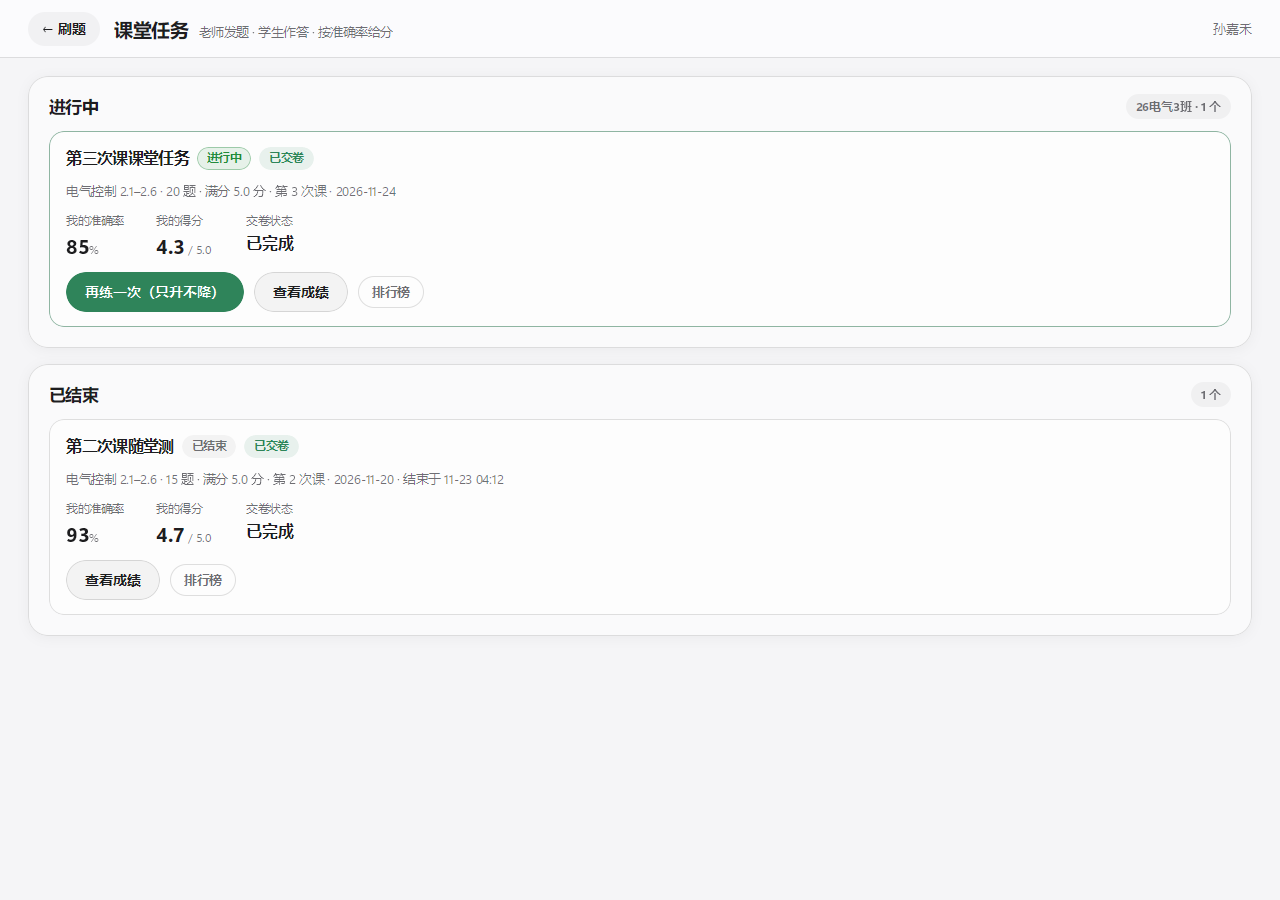 ← 刷题 课堂任务 老师发题 · 学生作答 · 按准确率给分 孙嘉禾
进行中 26电气3班 · 1 个
第三次课课堂任务 进行中 已交卷
电气控制 2.1–2.6 · 20 题 · 满分 5.0 分 · 第 3 次课 · 2026-11-24
我的准确率 我的得分 交卷状态
85% 4.3 / 5.0 已完成
再练一次（只升不降） 查看成绩 排行榜
已结束 1 个
第二次课随堂测 已结束 已交卷
电气控制 2.1–2.6 · 15 题 · 满分 5.0 分 · 第 2 次课 · 2026-11-20 · 结束于 11-23 04:12
我的准确率 我的得分 交卷状态
93% 4.7 / 5.0 已完成
查看成绩 排行榜